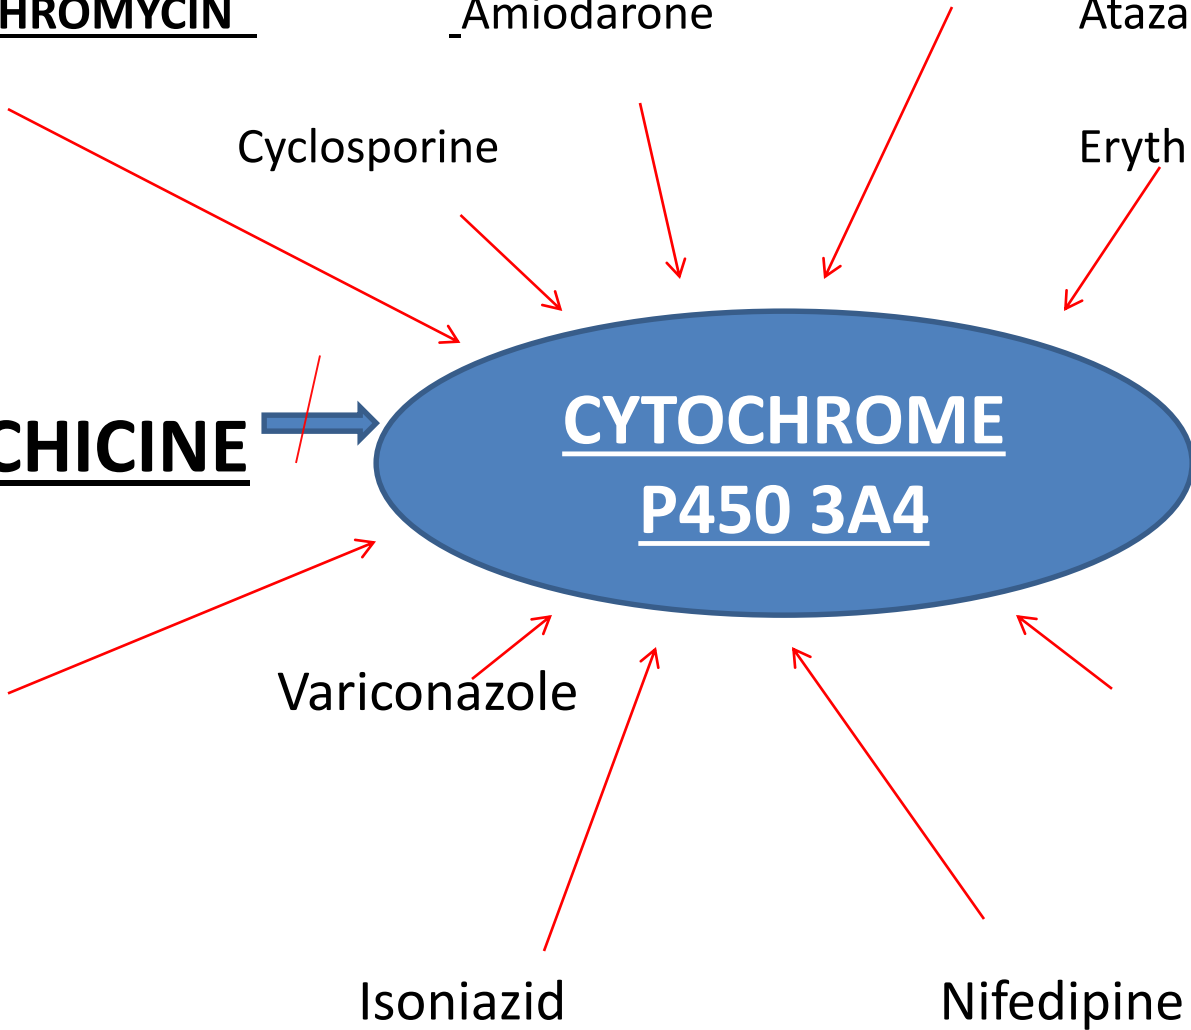 HROMYCIN
Amiodarone
Ataza
Cyclosporine
Eryth
CHICINE
CYTOCHROME
P450 3A4
Variconazole
Isoniazid
Nifedipine